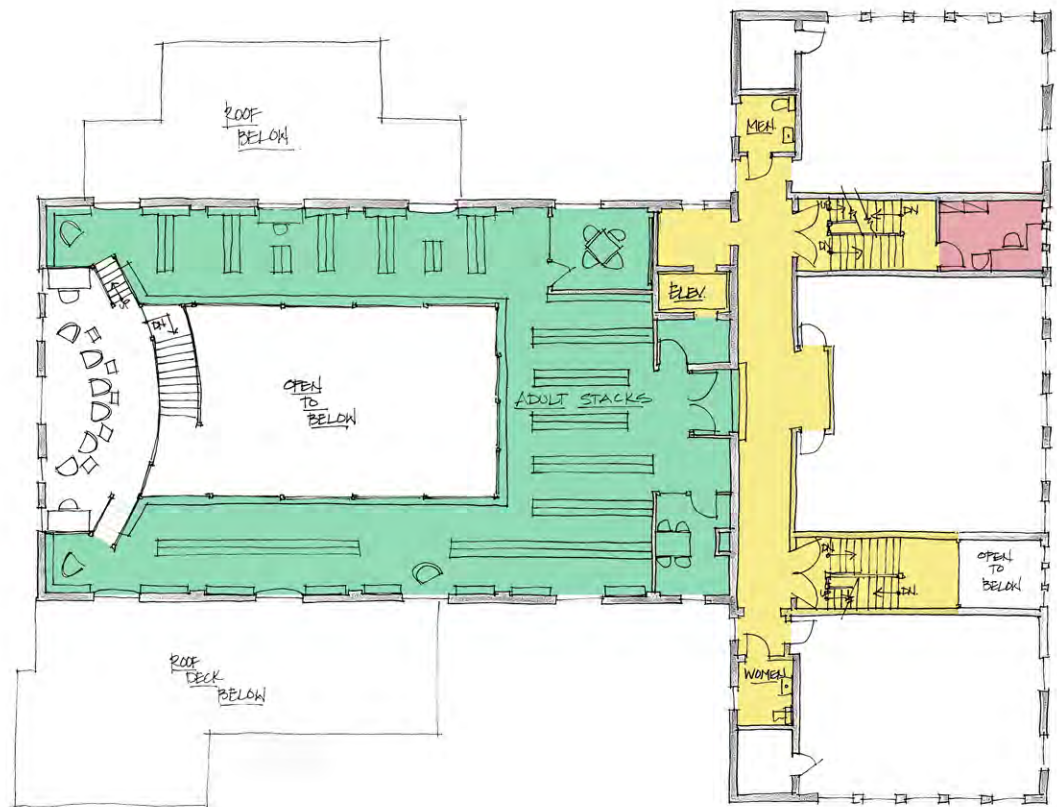 ROOF
BELOW
MEN
UP
DN
DN
ELEV.
UP
DN
OPEN
TO
BELOW
ADULT STACKS
DN
UP
DN
OPEN
TO
BELOW
ROOF
DECK
BELOW
WOMEN